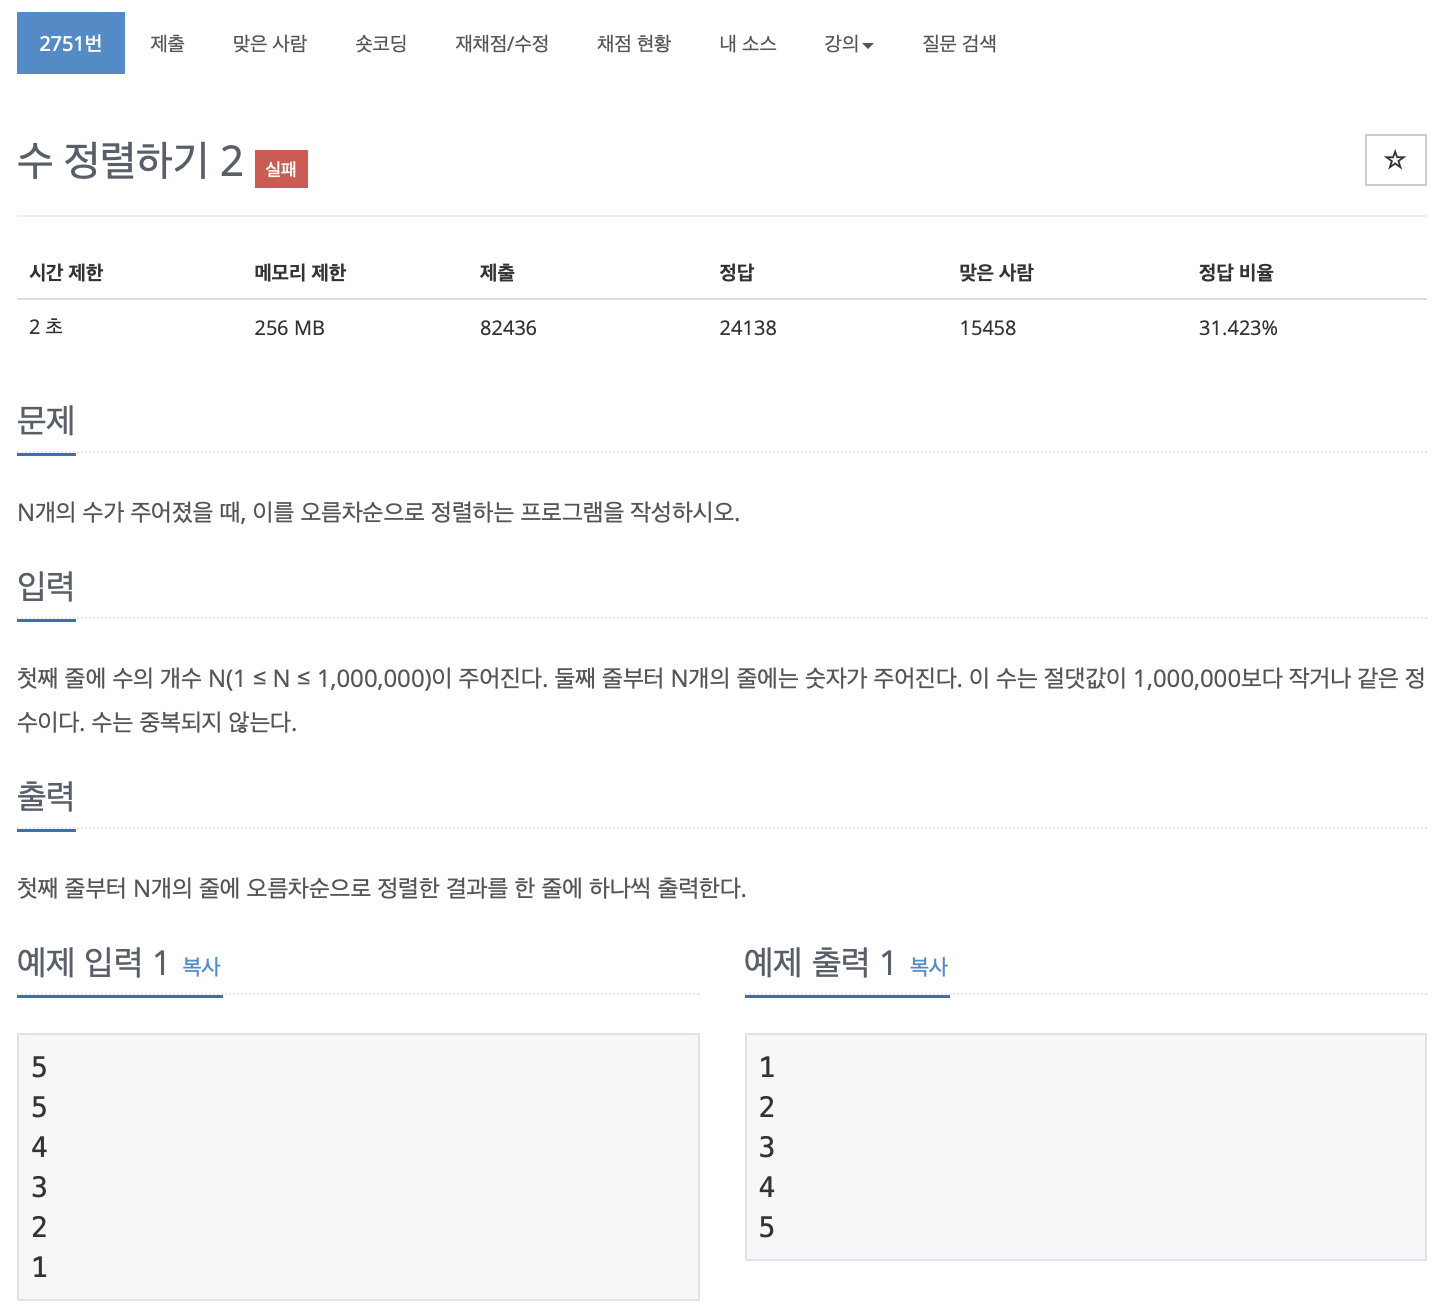 2751번 제출 맞은 사람 숏코딩 재채점/수정 채점 현황 내 소스 강의 질문 검색
수 정렬하기 2 실패
시간 제한 메모리 제한 제출 정답 맞은 사람 정답 비율
2 초 256 MB 82436 24138 15458 31.423%
문제
N개의 수가 주어졌을 때, 이를 오름차순으로 정렬하는 프로그램을 작성하시오.
입력
첫째 줄에 수의 개수 N(1 ≤ N ≤ 1,000,000)이 주어진다. 둘째 줄부터 N개의 줄에는 숫자가 주어진다. 이 수는 절댓값이 1,000,000보다 작거나 같은 정
수이다. 수는 중복되지 않는다.
출력
첫째 줄부터 N개의 줄에 오름차순으로 정렬한 결과를 한 줄에 하나씩 출력한다.
예제 입력 1 복사
5
5
4
3
2
1
예제 출력 1 복사
1
2
3
4
5